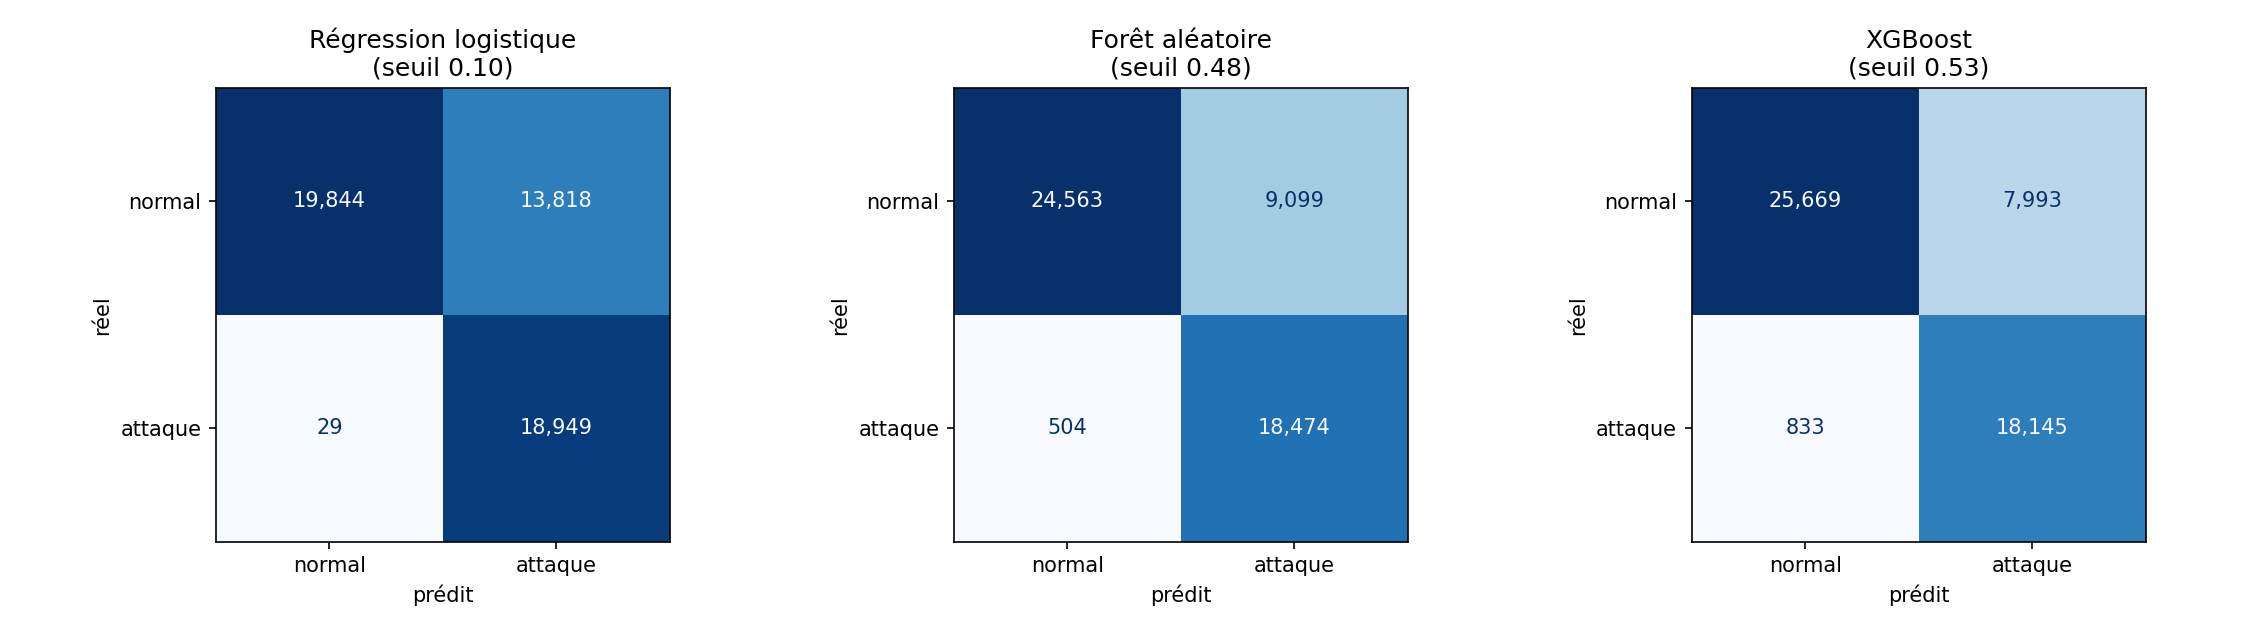 Régression logistique
(seuil 0.10)
normal
19,844
13,818
réel
attaque
29
18,949
normal
attaque
prédit
Forêt aléatoire
(seuil 0.48)
normal
24,563
9,099
réel
attaque
504
18,474
normal
attaque
prédit
XGBoost
(seuil 0.53)
normal
25,669
7,993
réel
attaque
833
18,145
normal
attaque
prédit